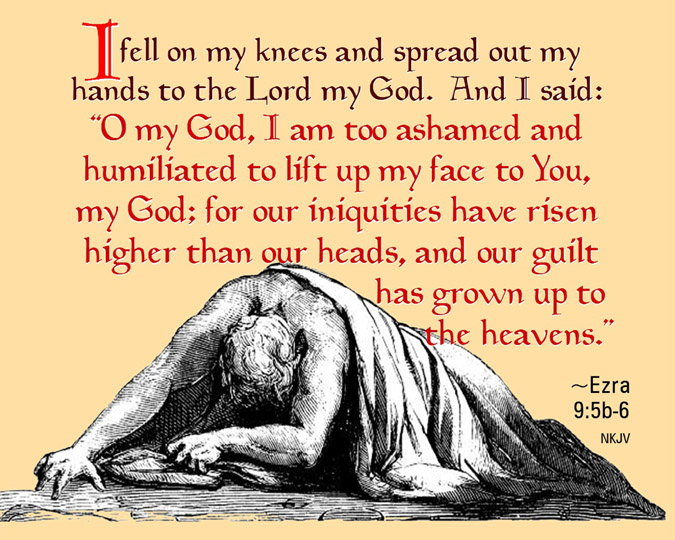 I fell on my knees and spread out my
hands to the Lord my God. And I said:
“O my God, I am too ashamed and
humiliated to lift up my face to You,
my God; for our iniquities have risen
higher than our heads, and our guilt
has grown up to
the heavens.”
~Ezra
9:5b-6
NKJV